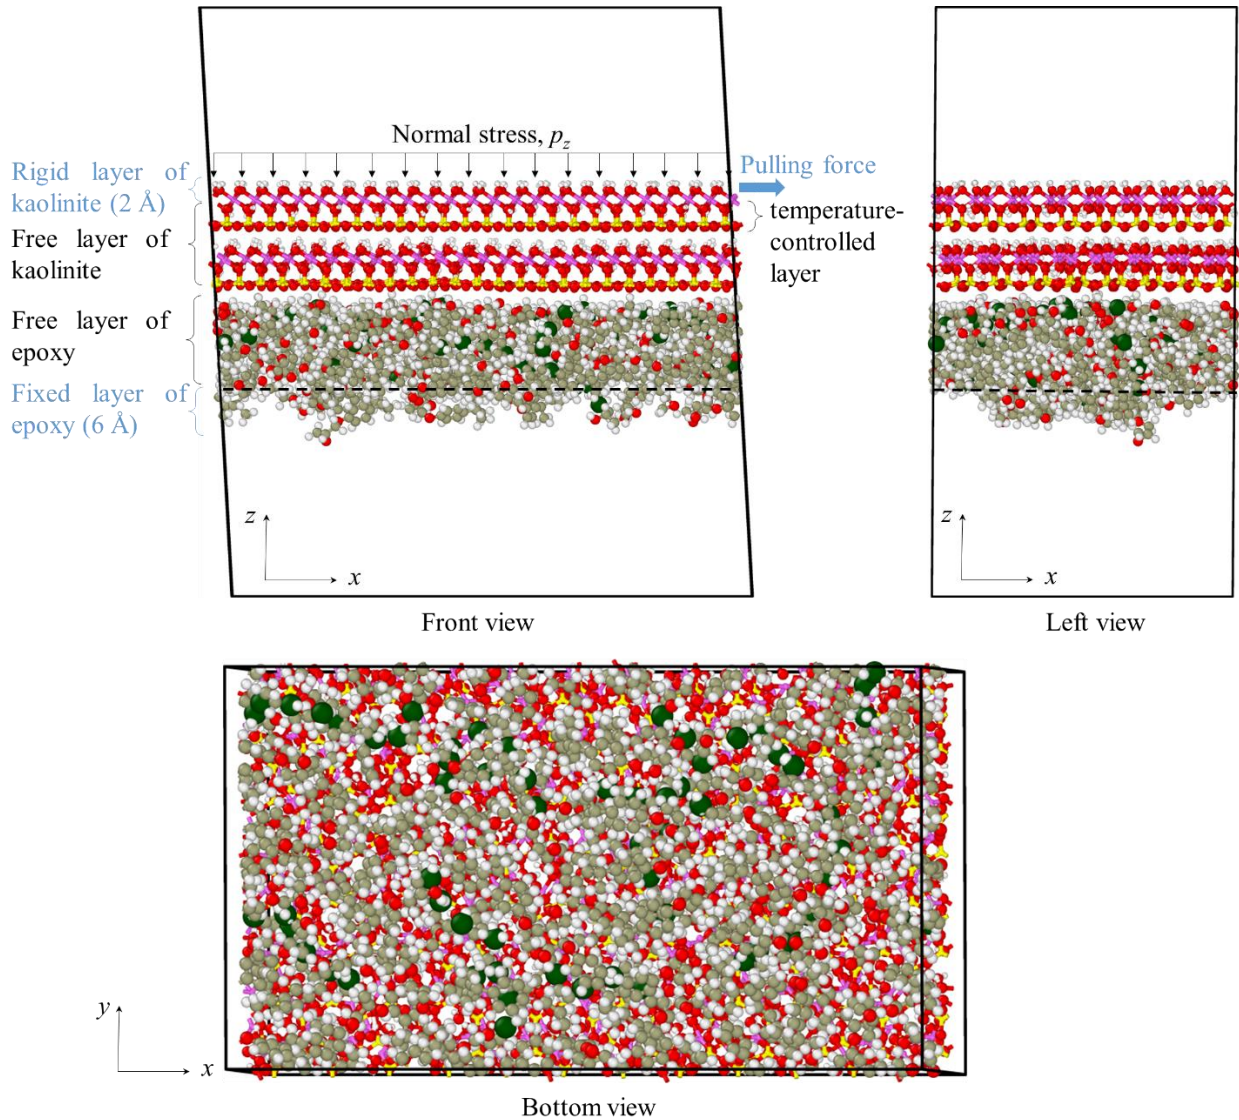 Normal stress, p_z
Rigid layer of
kaolinite (2 Å)
Free layer of
kaolinite
Free layer of
epoxy
Fixed layer of
epoxy (6 Å)
Pulling force
temperature-
controlled
layer
z
x
Front view
z
x
Left view
y
x
Bottom view